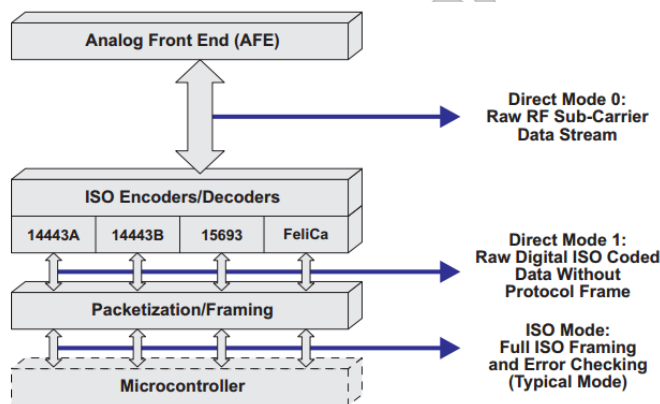 Analog Front End (AFE)
Direct Mode 0:
Raw RF Sub-Carrier
Data Stream
ISO Encoders/Decoders
14443A 14443B 15693 FeliCa
Direct Mode 1:
Raw Digital ISO Coded
Data Without
Protocol Frame
Packetization/Framing
ISO Mode:
Full ISO Framing
and Error Checking
(Typical Mode)
Microcontroller